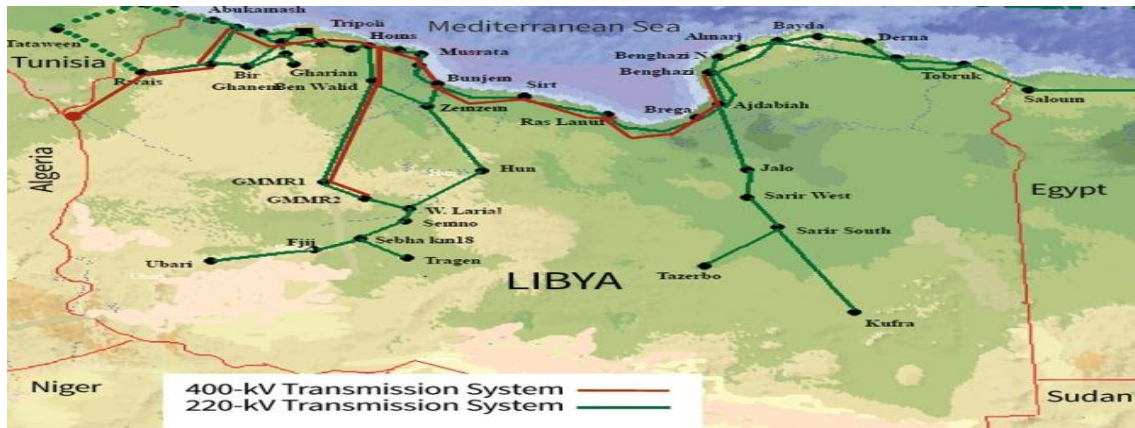 Mediterranean Sea
Abukamash
Tripoli
Homs
Musrata
Tataween
Tunisia
Rwais
Bir
Ghanem
Gharian
Ben Walid
Bunjem
Zemzem
Sirt
Ras Lanuf
Brega
Benghazi N
Benghazi
Almarj
Bayda
Derna
Tobruk
Saloum
Ajdabiah
Algeria
GMMR1
GMMR2
Hun
W. Laria1
Semno
Sebha km18
Fjij
Ubari
Tragen
LIBYA
Jalo
Sarir West
Sarir South
Tazerbo
Kufra
Egypt
Niger
Sudan
400-kV Transmission System
220-kV Transmission System